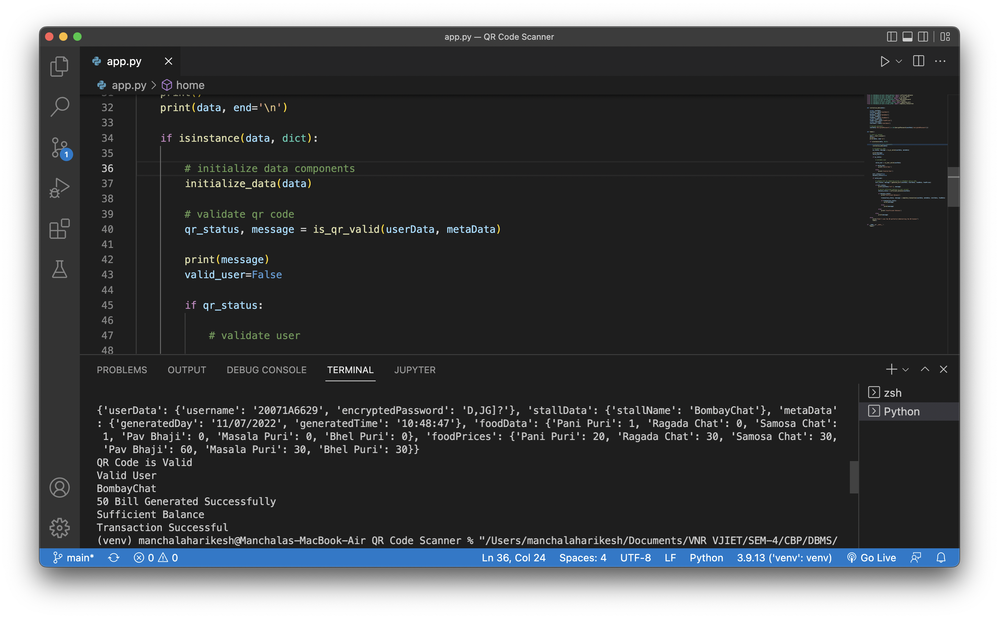 app.py — QR Code Scanner
app.py
app.py > home
31 print()
32 print(data, end='\n')
33
34 if isinstance(data, dict):
35
36 # initialize data components
37 initialize_data(data)
38
39 # validate qr code
40 qr_status, message = is_qr_valid(userData, metaData)
41
42 print(message)
43 valid_user=False
44
45 if qr_status:
46
47 # validate user
48
1
PROBLEMS OUTPUT DEBUG CONSOLE TERMINAL JUPYTER
{'userData': {'username': '20071A6629', 'encryptedPassword': 'D,JG]?'}, 'stallData': {'stallName': 'BombayChat'}, 'metaData'
: {'generatedDay': '11/07/2022', 'generatedTime': '10:48:47'}, 'foodData': {'Pani Puri': 1, 'Ragada Chat': 0, 'Samosa Chat':
1, 'Pav Bhaji': 0, 'Masala Puri': 0, 'Bhel Puri': 0}, 'foodPrices': {'Pani Puri': 20, 'Ragada Chat': 30, 'Samosa Chat': 30,
'Pav Bhaji': 60, 'Masala Puri': 30, 'Bhel Puri': 30}}
QR Code is Valid
Valid User
BombayChat
50 Bill Generated Successfully
Sufficient Balance
Transaction Successful
(venv) manchalaharikesh@Manchalas-MacBook-Air QR Code Scanner % "/Users/manchalaharikesh/Documents/VNR VJIET/SEM-4/CBP/DBMS/
zsh
Python
main* 0 0 Ln 36, Col 24 Spaces: 4 UTF-8 LF Python 3.9.13 ('venv': venv) Go Live